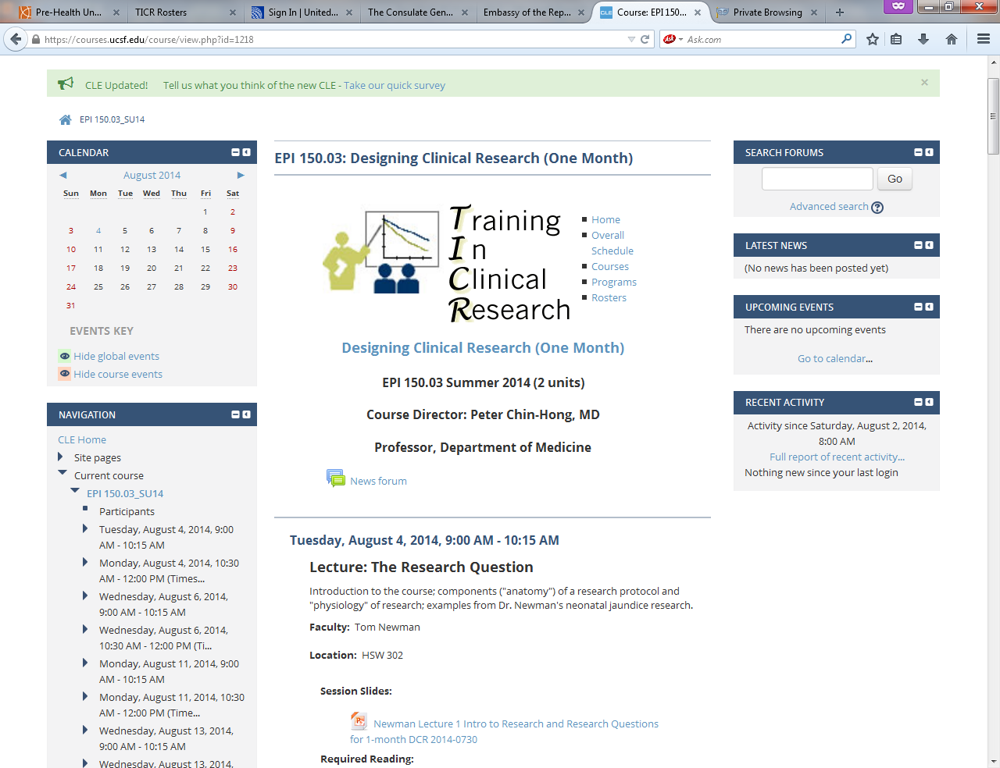 Pre-Health Un...
TICR Rosters
Sign In | United...
The Consulate Gen...
Embassy of the Rep...
CLE Course: EPI 150....
Private Browsing
https://courses.ucsf.edu/course/view.php?id=1218
Ask Ask.com
CLE Updated! Tell us what you think of the new CLE - Take our quick survey
EPI 150.03_SU14
CALENDAR
August 2014
Sun Mon Tue Wed Thu Fri Sat
1 2
3 4 5 6 7 8 9
10 11 12 13 14 15 16
17 18 19 20 21 22 23
24 25 26 27 28 29 30
31
EVENTS KEY
Hide global events
Hide course events
NAVIGATION
CLE Home
Site pages
Current course
EPI 150.03_SU14
Participants
Tuesday, August 4, 2014, 9:00
AM - 10:15 AM
Monday, August 4, 2014, 10:30
AM - 12:00 PM (Times...
Wednesday, August 6, 2014,
9:00 AM - 10:15 AM
Wednesday, August 6, 2014,
10:30 AM - 12:00 PM (Ti...
Monday, August 11, 2014, 9:00
AM - 10:15 AM
Monday, August 11, 2014, 10:30
AM - 12:00 PM (Time...
Wednesday, August 13, 2014,
9:00 AM - 10:15 AM
Wednesday, August 13, 2014,
EPI 150.03: Designing Clinical Research (One Month)
Training
In
Clinical
Research
Home
Overall
Schedule
Courses
Programs
Rosters
Designing Clinical Research (One Month)
EPI 150.03 Summer 2014 (2 units)
Course Director: Peter Chin-Hong, MD
Professor, Department of Medicine
News forum
Tuesday, August 4, 2014, 9:00 AM - 10:15 AM
Lecture: The Research Question
Introduction to the course; components ("anatomy") of a research protocol and
"physiology" of research; examples from Dr. Newman's neonatal jaundice research.
Faculty: Tom Newman
Location: HSW 302
Session Slides:
Newman Lecture 1 Intro to Research and Research Questions
for 1-month DCR 2014-0730
Required Reading:
SEARCH FORUMS
Go
Advanced search
LATEST NEWS
(No news has been posted yet)
UPCOMING EVENTS
There are no upcoming events
Go to calendar...
RECENT ACTIVITY
Activity since Saturday, August 2, 2014,
8:00 AM
Full report of recent activity...
Nothing new since your last login